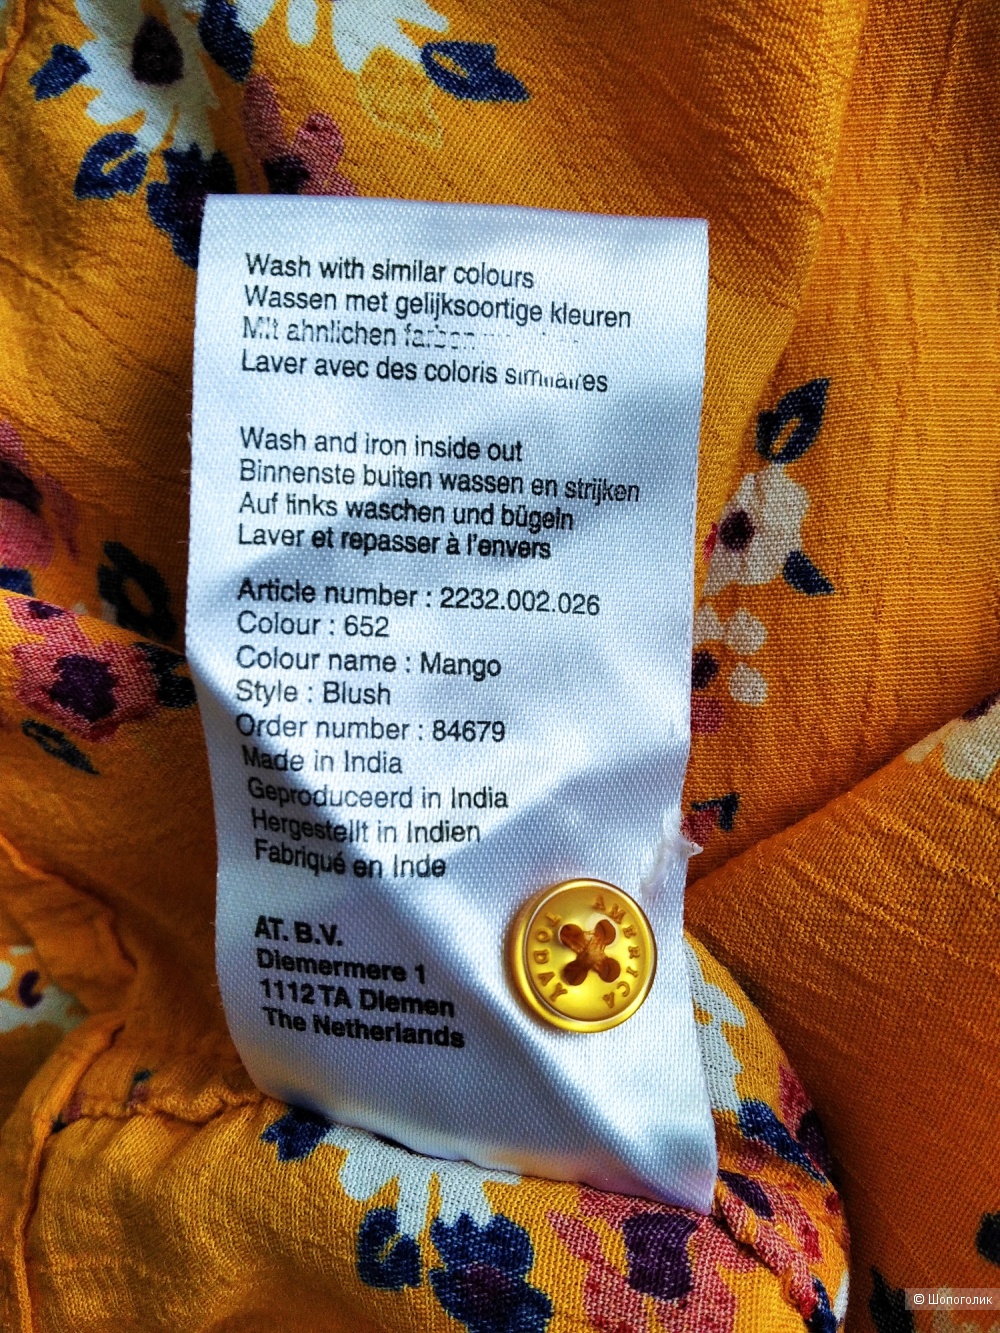 Wash with similar colours
Wassen met gelijksoortige kleuren
Mit ahnlichen farben
Laver avec des coloris similaires
Wash and iron inside out
Binnenste buiten wassen en strijken
Auf links waschen und bügeln
Laver et repasser à l'envers
Article number : 2232.002.026
Colour : 652
Colour name : Mango
Style : Blush
Order number : 84679
Made in India
Geproduceerd in India
Hergestellt in Indien
Fabriqué en Inde
AT. B.V.
Diemermere 1
1112 TA Diemen
The Netherlands
AMERICA TODAY
© Шопоголик